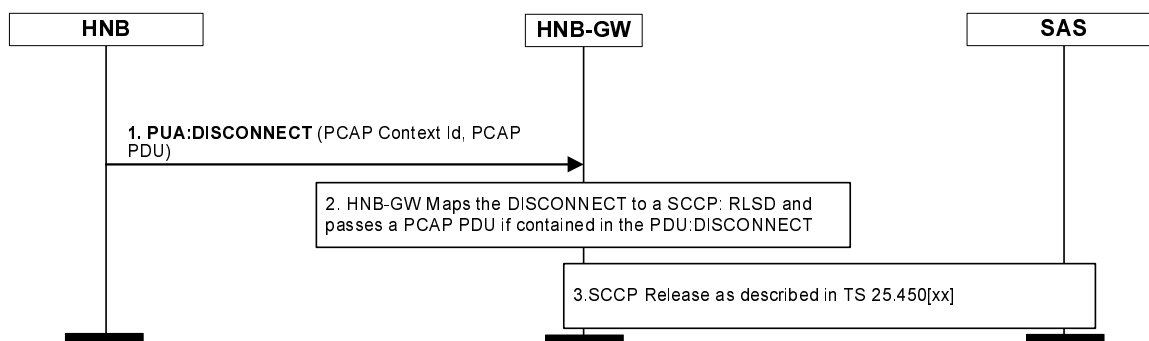 HNB
HNB-GW
SAS
1. PUA:DISCONNECT (PCAP Context Id, PCAP
PDU)
2. HNB-GW Maps the DISCONNECT to a SCCP: RLSD and
passes a PCAP PDU if contained in the PDU:DISCONNECT
3.SCCP Release as described in TS 25.450[xx]